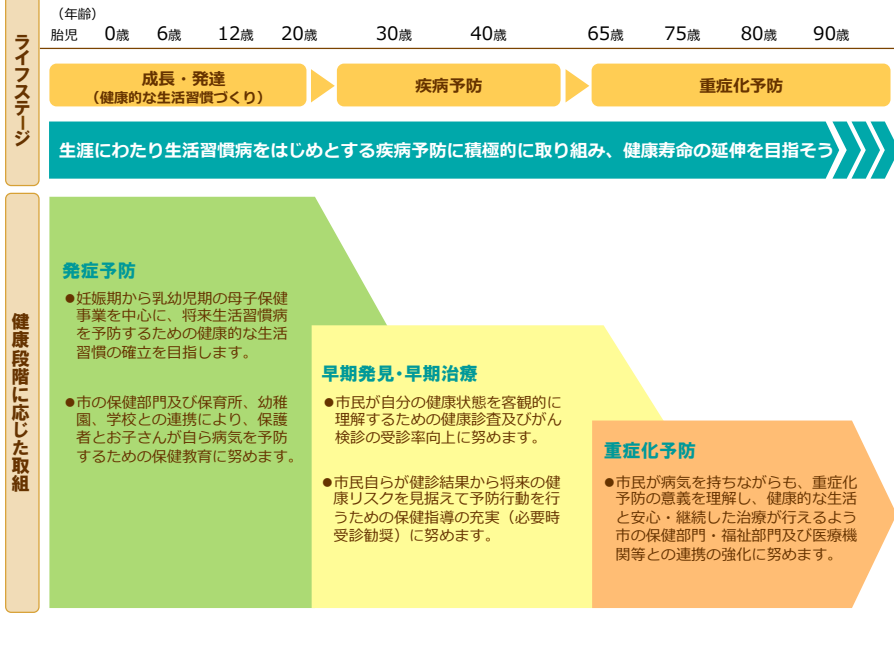 ライフステージ
（年齢）
胎児 0歳 6歳 12歳 20歳 30歳 40歳 65歳 75歳 80歳 90歳
成長・発達
（健康的な生活習慣づくり）
疾病予防
重症化予防
生涯にわたり生活習慣病をはじめとする疾病予防に積極的に取り組み、健康寿命の延伸を目指そう
健康段階に応じた取組
発症予防
●妊娠期から乳幼児期の母子保健
事業を中心に、将来生活習慣病
を予防するための健康的な生活
習慣の確立を目指します。
●市の保健部門及び保育所、幼稚
園、学校との連携により、保護
者とお子さんが自ら病気を予防
するための保健教育に努めます。
早期発見・早期治療
●市民が自分の健康状態を客観的に
理解するための健康診査及びがん
検診の受診率向上に努めます。
●市民自らが健診結果から将来の健
康リスクを見据えて予防行動を行
うための保健指導の充実（必要時
受診勧奨）に努めます。
重症化予防
●市民が病気を持ちながらも、重症化
予防の意義を理解し、健康的な生活
と安心・継続した治療が行えるよう
市の保健部門・福祉部門及び医療機
関等との連携の強化に努めます。